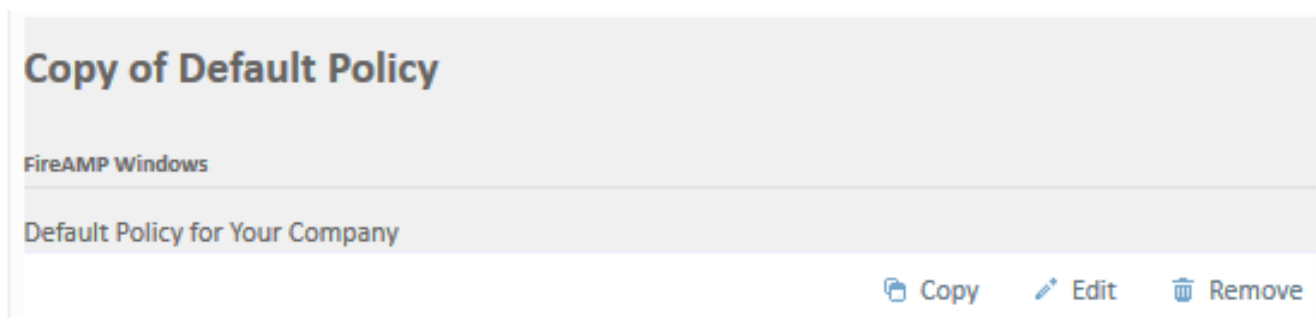 Copy of Default Policy
FireAMP Windows
Default Policy for Your Company
Copy Edit Remove